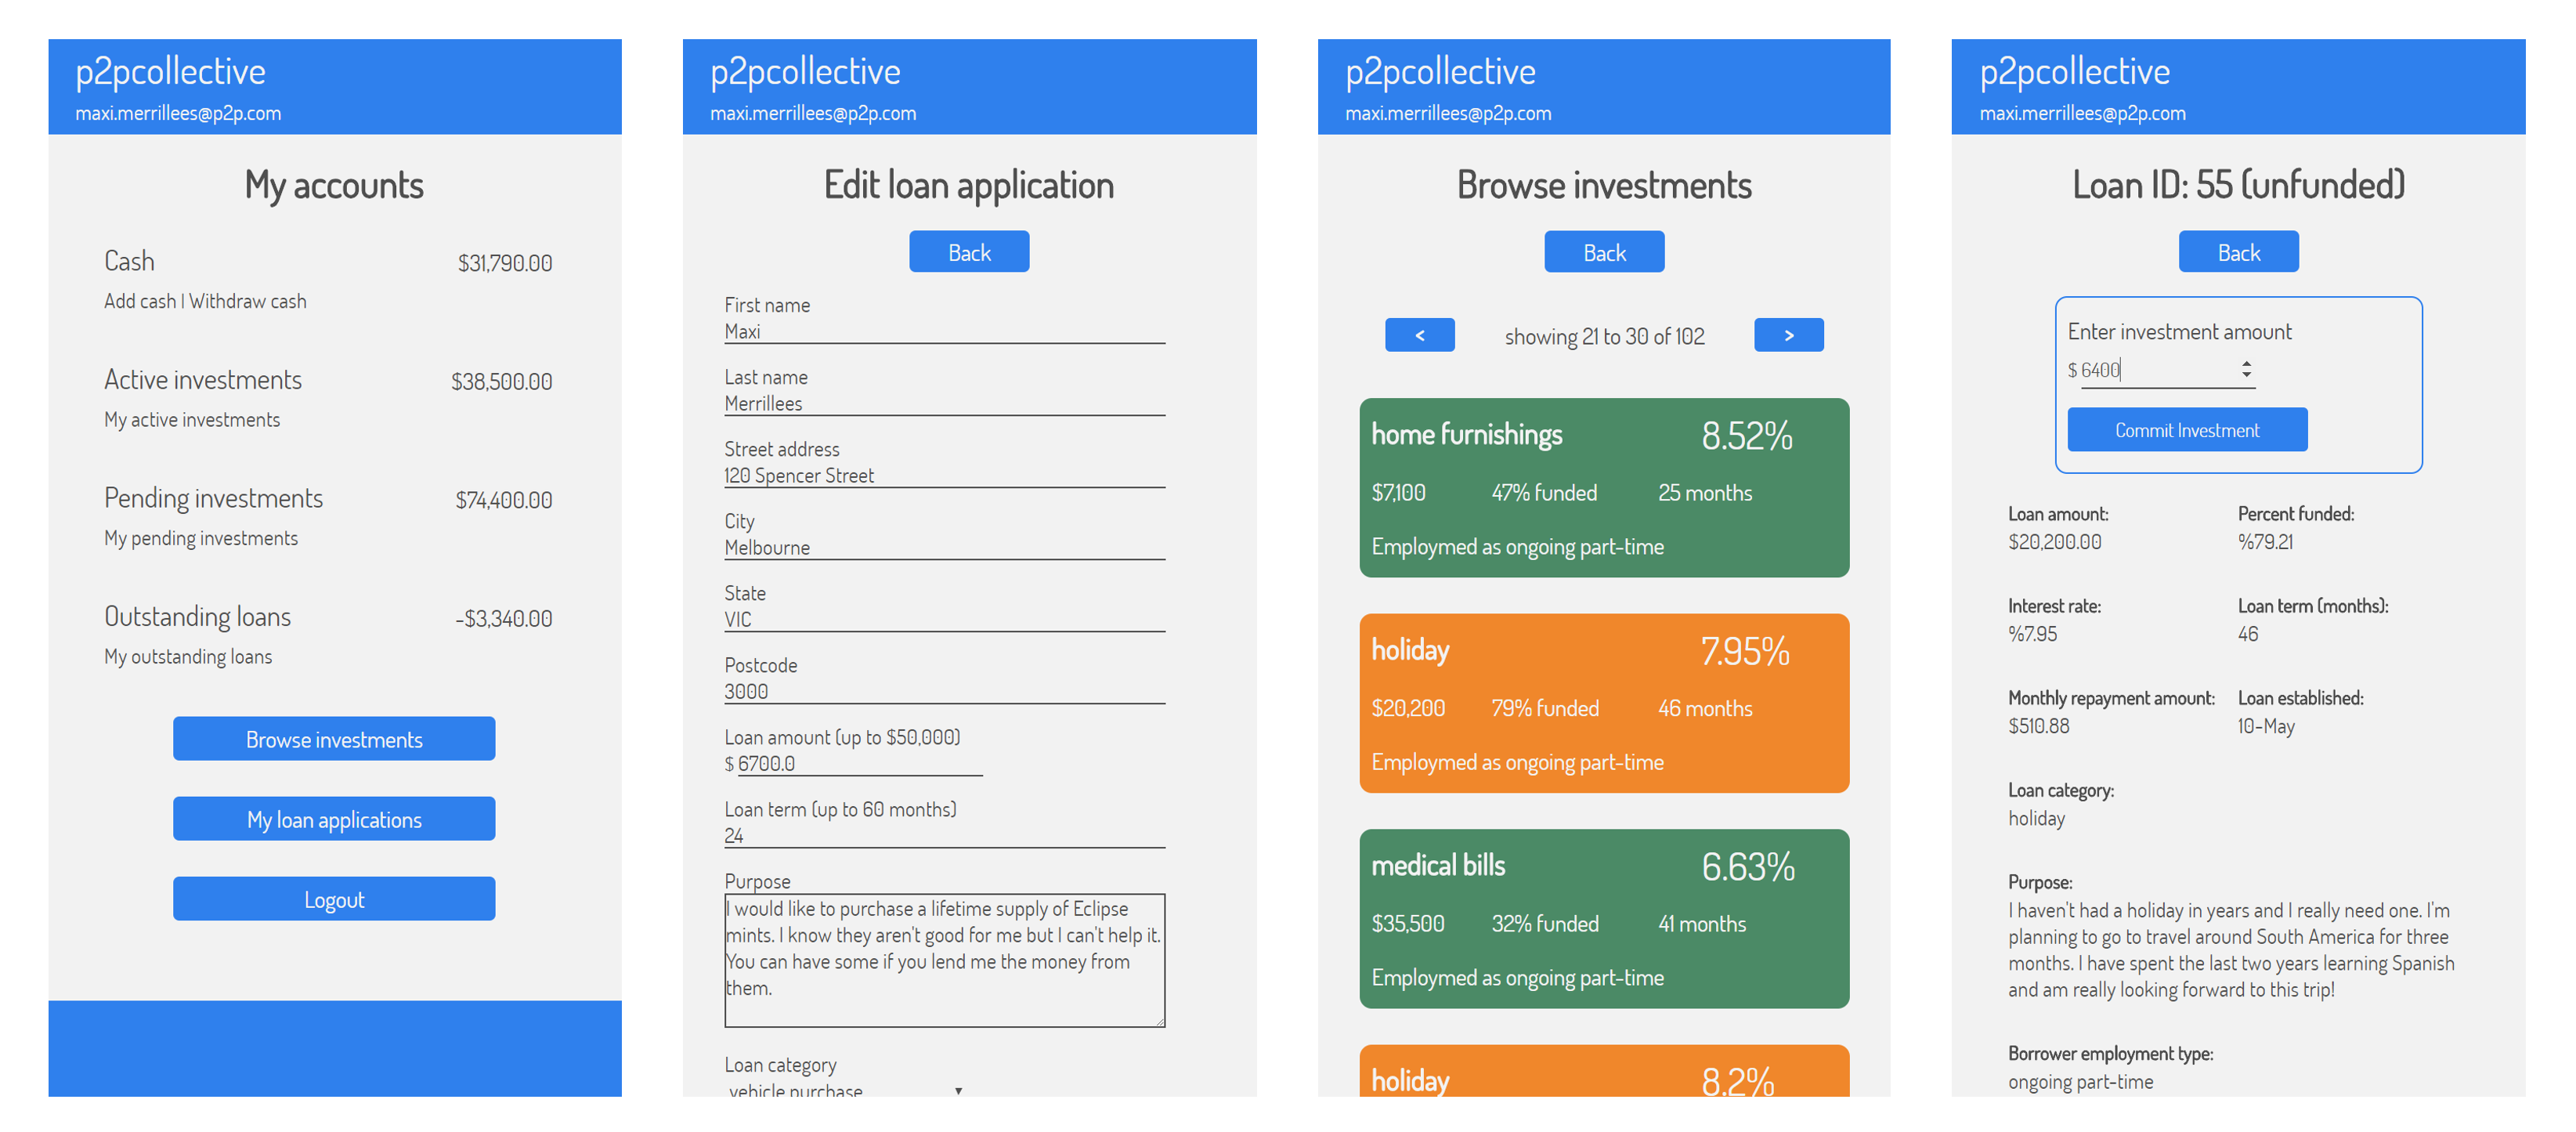 p2pcollective
maxi.merrillees@p2p.com
My accounts
Cash $31,790.00
Add cash | Withdraw cash
Active investments $38,500.00
My active investments
Pending investments $74,400.00
My pending investments
Outstanding loans -$3,340.00
My outstanding loans
Browse investments
My loan applications
Logout
p2pcollective
maxi.merrillees@p2p.com
Edit loan application
Back
First name
Maxi
Last name
Merrillees
Street address
120 Spencer Street
City
Melbourne
State
VIC
Postcode
3000
Loan amount (up to $50,000)
$ 6700.0
Loan term (up to 60 months)
24
Purpose
I would like to purchase a lifetime supply of Eclipse
mints. I know they aren't good for me but I can't help it.
You can have some if you lend me the money from
them.
Loan category
vehicle purchase
p2pcollective
maxi.merrillees@p2p.com
Browse investments
Back
< showing 21 to 30 of 102 >
home furnishings 8.52%
$7,100 47% funded 25 months
Employmed as ongoing part-time
holiday 7.95%
$20,200 79% funded 46 months
Employmed as ongoing part-time
medical bills 6.63%
$35,500 32% funded 41 months
Employmed as ongoing part-time
holiday 8.2%
p2pcollective
maxi.merrillees@p2p.com
Loan ID: 55 (unfunded)
Back
Enter investment amount
$ 6400
Commit Investment
Loan amount: Percent funded:
$20,200.00 %79.21
Interest rate: Loan term (months):
%7.95 46
Monthly repayment amount: Loan established:
$510.88 10-May
Loan category:
holiday
Purpose:
I haven't had a holiday in years and I really need one. I'm
planning to go to travel around South America for three
months. I have spent the last two years learning Spanish
and am really looking forward to this trip!
Borrower employment type:
ongoing part-time